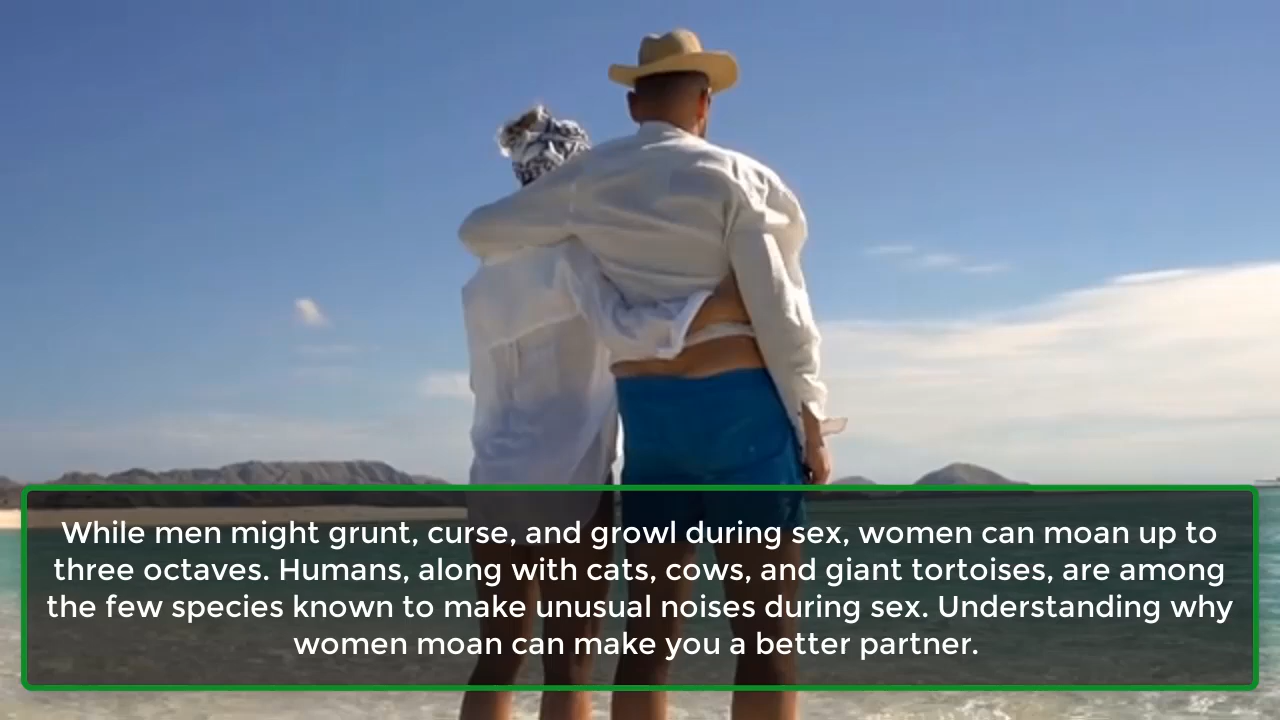 While men might grunt, curse, and growl during sex, women can moan up to
three octaves. Humans, along with cats, cows, and giant tortoises, are among
the few species known to make unusual noises during sex. Understanding why
women moan can make you a better partner.